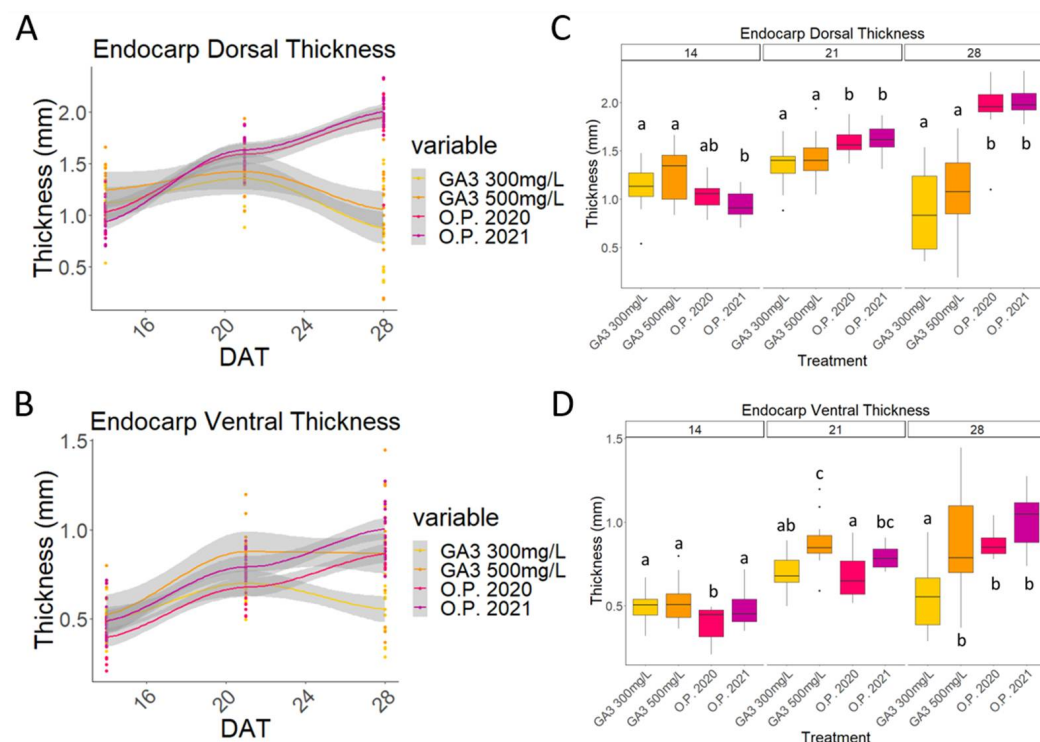 A
Endocarp Dorsal Thickness
Thickness (mm)
2.0
1.5
1.0
0.5
16
20
24
28
DAT
variable
GA3 300mg/L
GA3 500mg/L
O.P. 2020
O.P. 2021
C
Endocarp Dorsal Thickness
14 21 28
Thickness (mm)
2.0
1.5
1.0
0.5
a a ab b
a a b b
a a b b
GA3 300mg/L
GA3 500mg/L
O.P. 2020
O.P. 2021
GA3 300mg/L
GA3 500mg/L
O.P. 2020
O.P. 2021
GA3 300mg/L
GA3 500mg/L
O.P. 2020
O.P. 2021
Treatment
B
Endocarp Ventral Thickness
Thickness (mm)
1.5
1.0
0.5
16
20
24
28
DAT
variable
GA3 300mg/L
GA3 500mg/L
O.P. 2020
O.P. 2021
D
Endocarp Ventral Thickness
14 21 28
Thickness (mm)
1.5
1.0
0.5
a a b a
ab c a bc
a b b b
GA3 300mg/L
GA3 500mg/L
O.P. 2020
O.P. 2021
GA3 300mg/L
GA3 500mg/L
O.P. 2020
O.P. 2021
GA3 300mg/L
GA3 500mg/L
O.P. 2020
O.P. 2021
Treatment